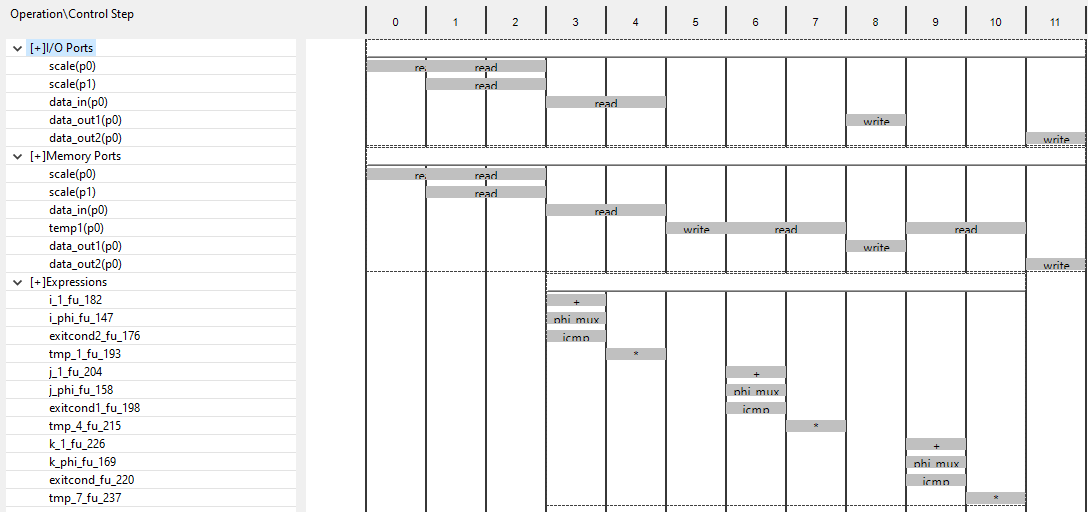 Operation\Control Step 0 1 2 3 4 5 6 7 8 9 10 11
[+]I/O Ports
scale(p0) re read
scale(p1) read
data_in(p0) read
data_out1(p0) write
data_out2(p0) write
[+]Memory Ports
scale(p0) re read
scale(p1) read
data_in(p0) read
temp1(p0) write read read
data_out1(p0) write
data_out2(p0) write
[+]Expressions
i_1_fu_182 +
i_phi_fu_147 phi_mux
exitcond2_fu_176 icmp
tmp_1_fu_193 *
j_1_fu_204 +
j_phi_fu_158 phi_mux
exitcond1_fu_198 icmp
tmp_4_fu_215 *
k_1_fu_226 +
k_phi_fu_169 phi_mux
exitcond_fu_220 icmp
tmp_7_fu_237 *